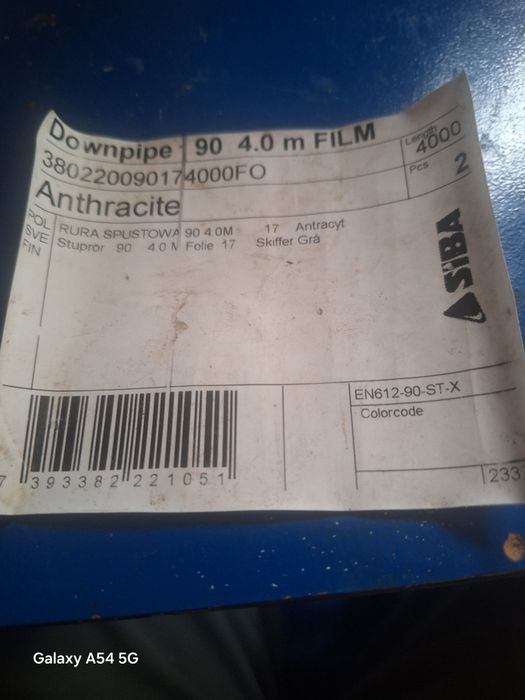 Downpipe 90 4.0 m FILM
Length
4000
380220090174000FO
Pcs
2
Anthracite
POL RURA SPUSTOWA 90 4.0M 17 Antracyt
SVE Stuprör 90 4.0 M Folie 17 Skiffer Grå
FIN
SIBA
EN612-90-ST-X
Colorcode
7 393382 221051
233
Galaxy A54 5G